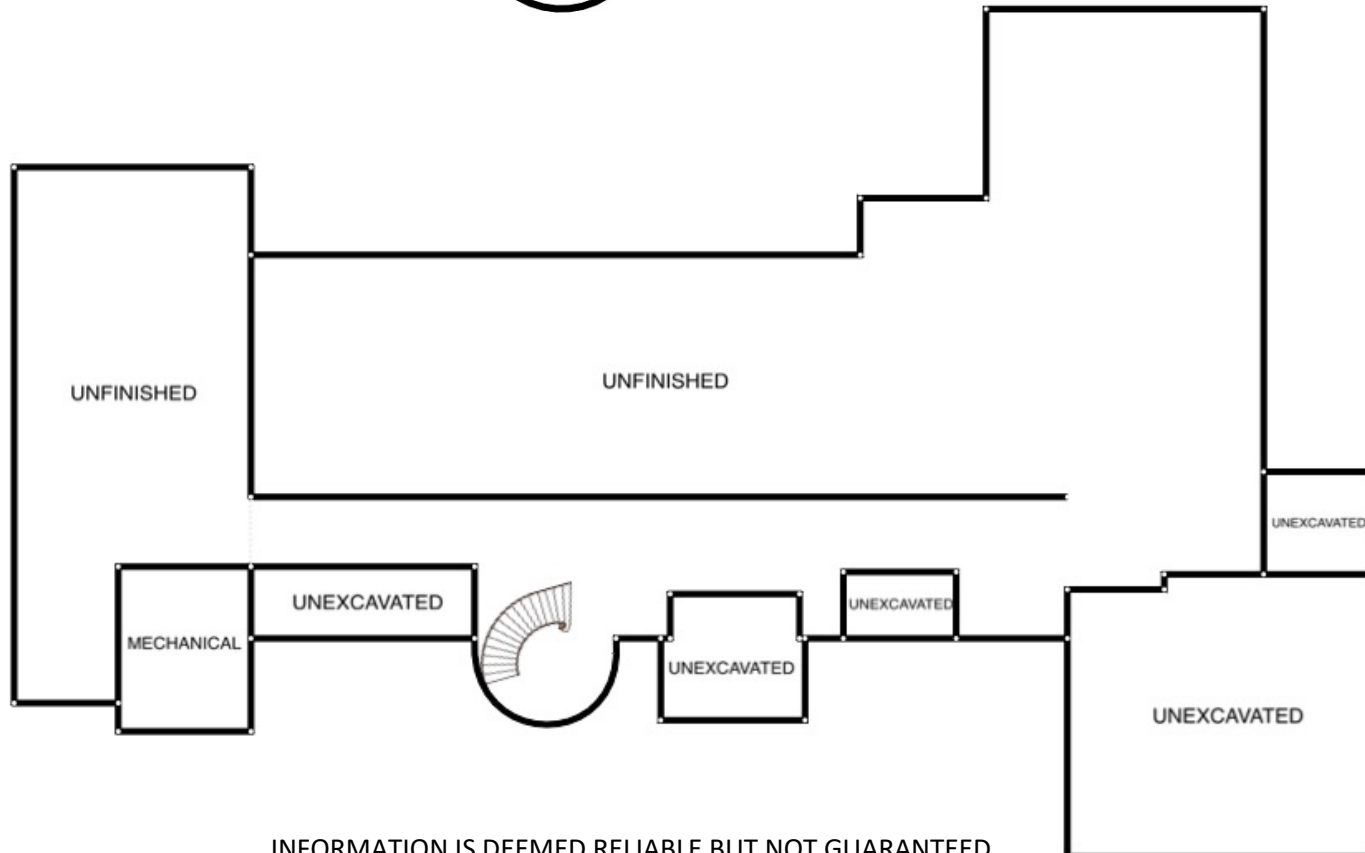 UNFINISHED
UNFINISHED
UNEXCAVATED
UNEXCAVATED
UNEXCAVATED
MECHANICAL
UNEXCAVATED
UNEXCAVATED
INFORMATION IS DEEMED RELIABLE BUT NOT GUARANTEED